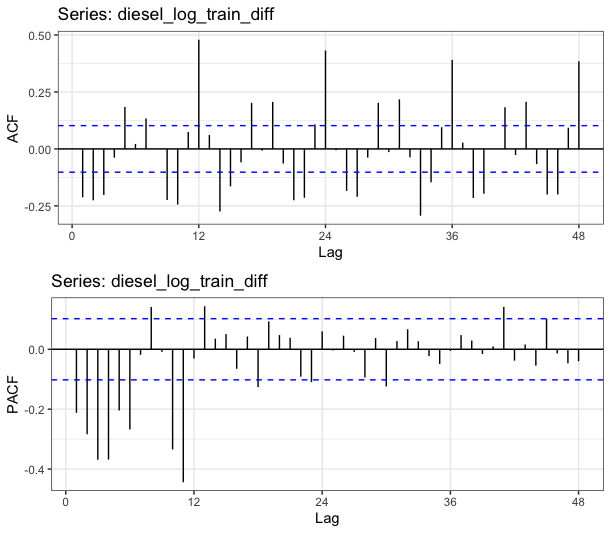 Series: diesel_log_train_diff
0.50
0.25
0.00
-0.25
ACF
0 12 24 36 48
Lag
Series: diesel_log_train_diff
0.0
-0.2
-0.4
PACF
0 12 24 36 48
Lag